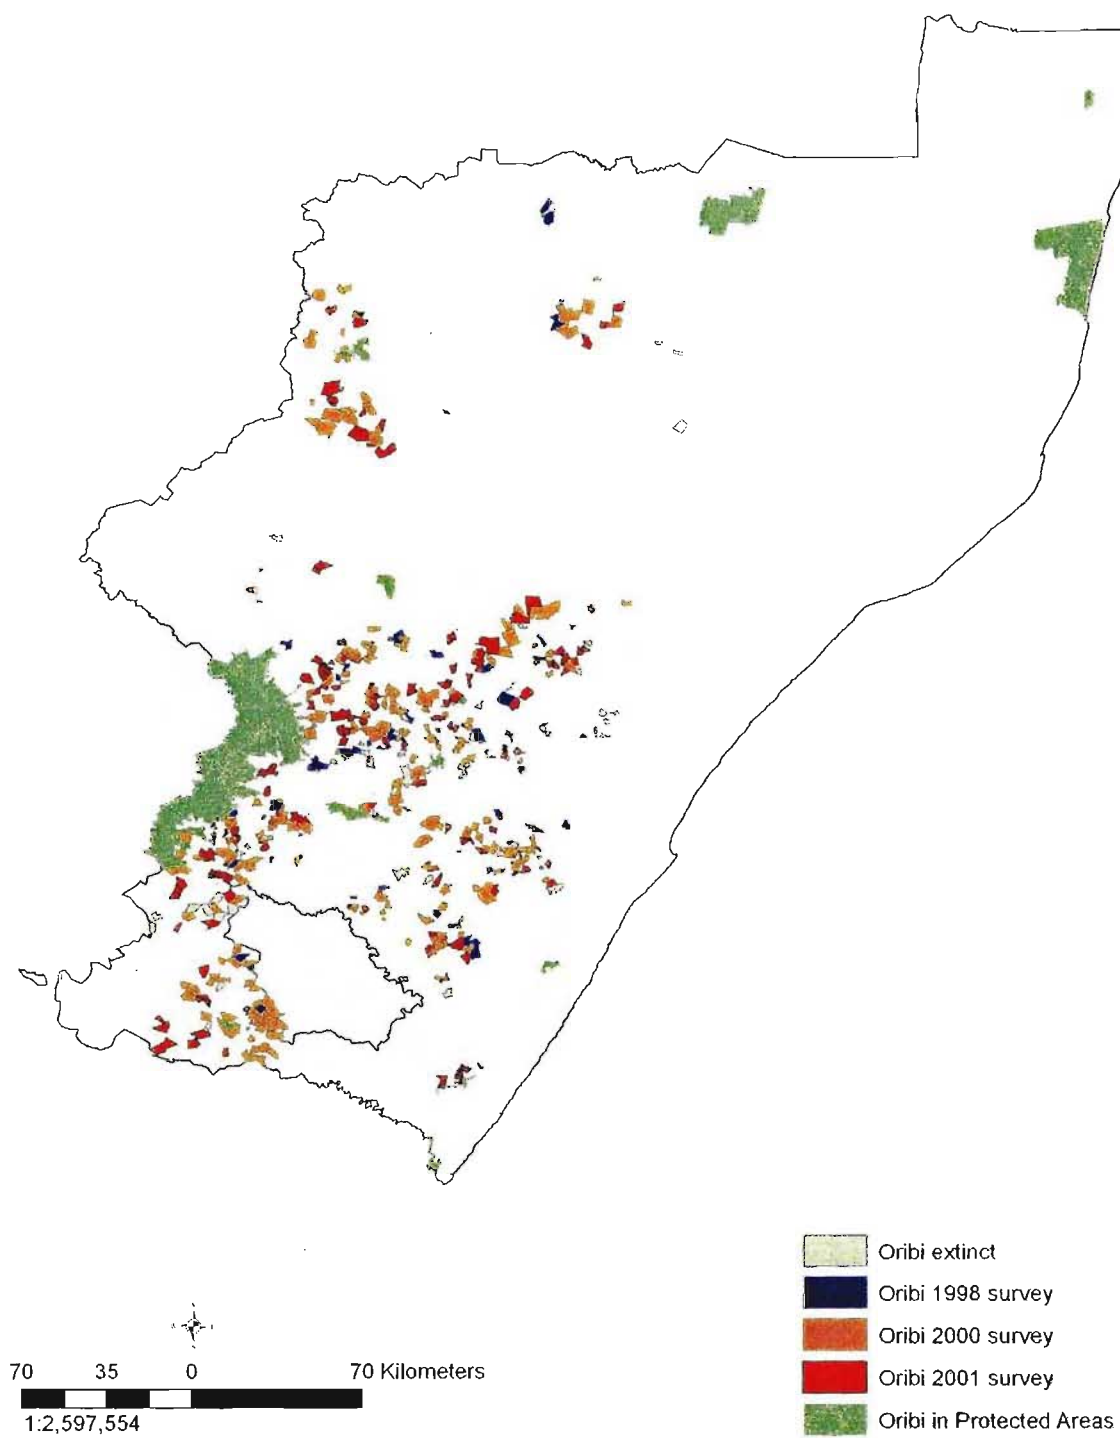 Oribi extinct
Oribi 1998 survey
Oribi 2000 survey
Oribi 2001 survey
Oribi in Protected Areas
70 35 0 70 Kilometers
1:2,597,554